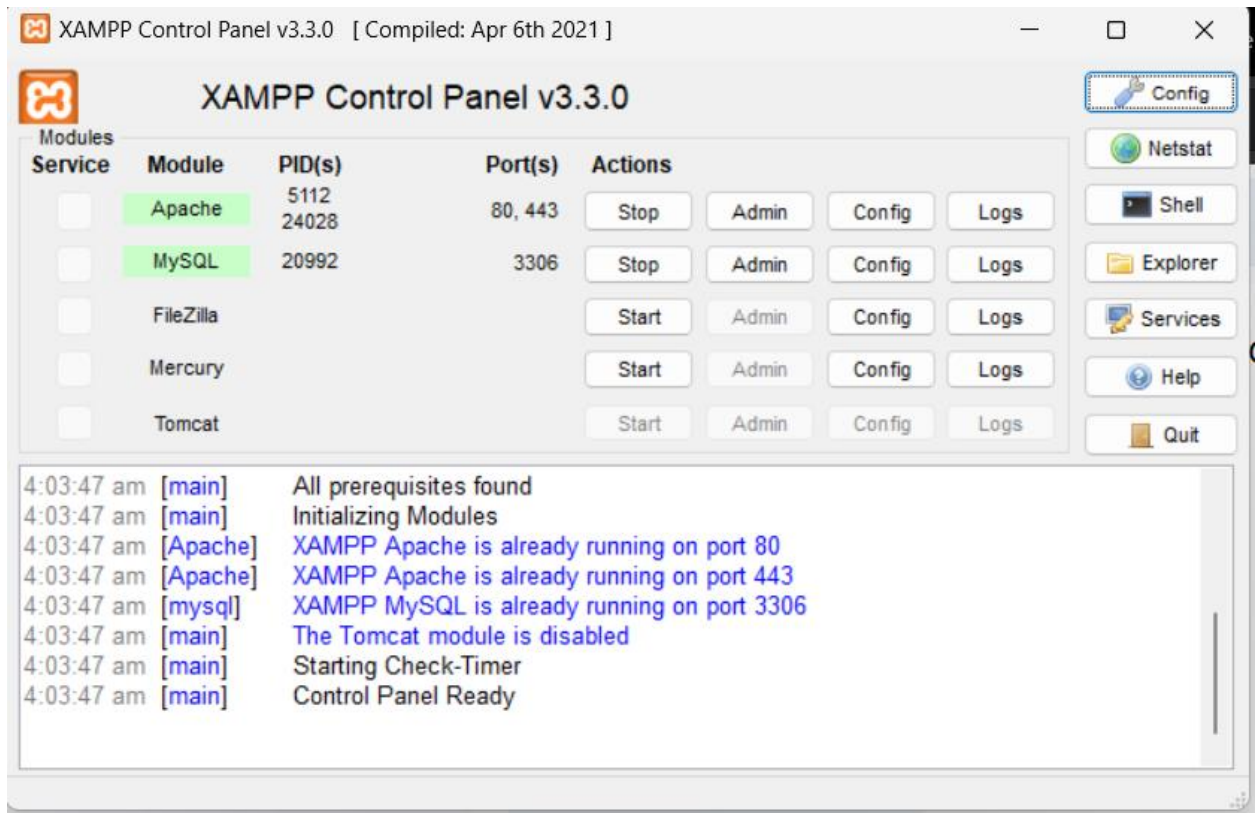 XAMPP Control Panel v3.3.0 [ Compiled: Apr 6th 2021 ]
XAMPP Control Panel v3.3.0
Config
Netstat
Shell
Explorer
Services
Help
Quit
Modules
Service Module PID(s) Port(s) Actions
Apache 5112 24028 80, 443 Stop Admin Config Logs
MySQL 20992 3306 Stop Admin Config Logs
FileZilla Start Admin Config Logs
Mercury Start Admin Config Logs
Tomcat Start Admin Config Logs
4:03:47 am [main] All prerequisites found
4:03:47 am [main] Initializing Modules
4:03:47 am [Apache] XAMPP Apache is already running on port 80
4:03:47 am [Apache] XAMPP Apache is already running on port 443
4:03:47 am [mysql] XAMPP MySQL is already running on port 3306
4:03:47 am [main] The Tomcat module is disabled
4:03:47 am [main] Starting Check-Timer
4:03:47 am [main] Control Panel Ready